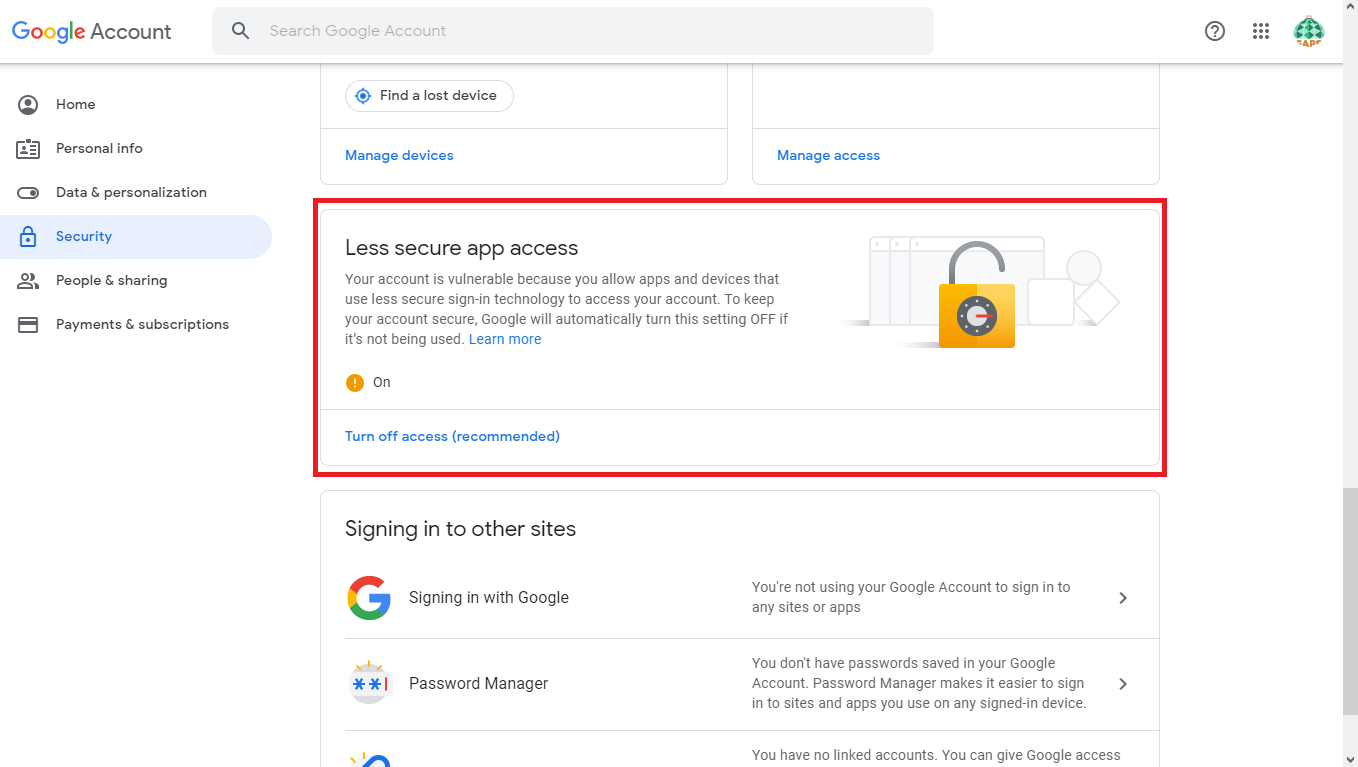 Google Account
Search Google Account
Home
Personal info
Data & personalization
Security
People & sharing
Payments & subscriptions
Find a lost device
Manage devices
Manage access
Less secure app access
Your account is vulnerable because you allow apps and devices that
use less secure sign-in technology to access your account. To keep
your account secure, Google will automatically turn this setting OFF if
it's not being used. Learn more
On
Turn off access (recommended)
Signing in to other sites
Signing in with Google
You're not using your Google Account to sign in to
any sites or apps
Password Manager
You don't have passwords saved in your Google
Account. Password Manager makes it easier to sign
in to sites and apps you use on any signed-in device.
You have no linked accounts. You can give Google access